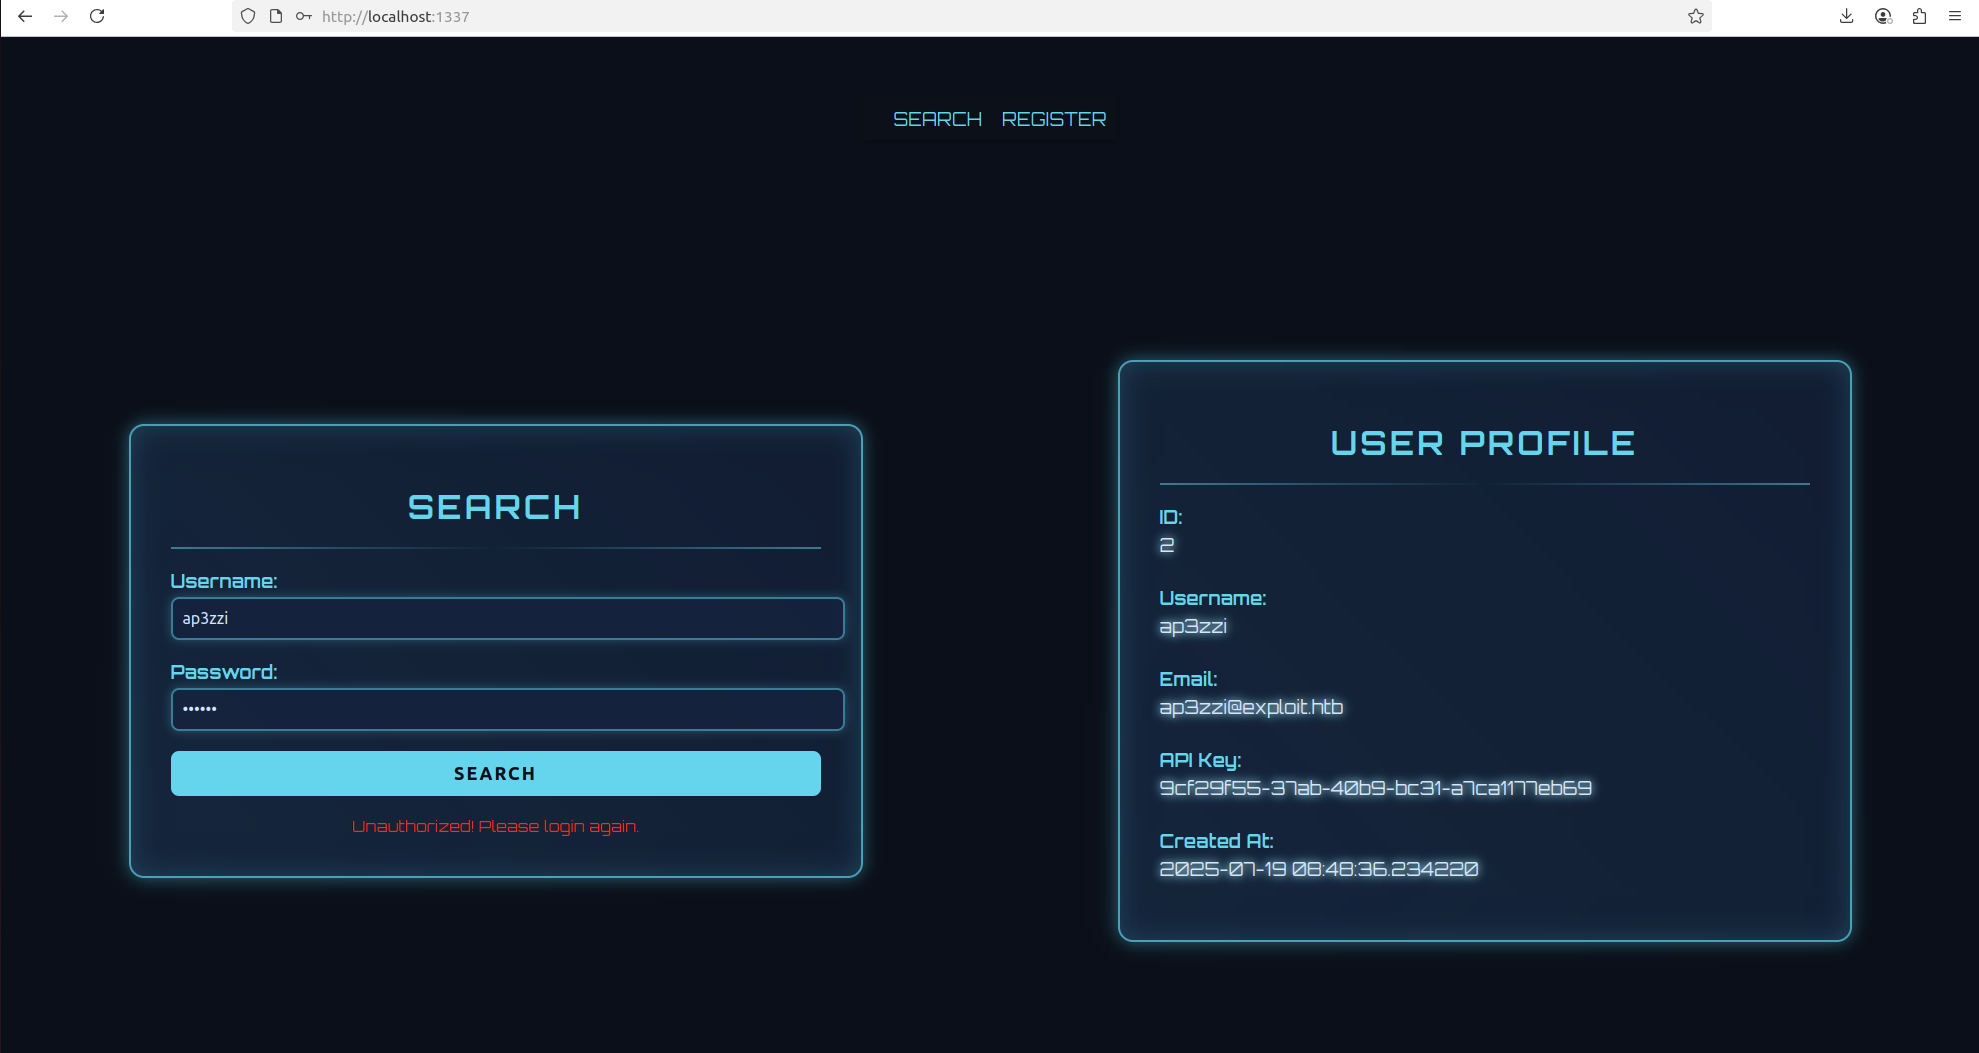 http://localhost:1337
SEARCH REGISTER
SEARCH
Username:
ap3zzi
Password:
••••••
SEARCH
Unauthorized! Please login again.
USER PROFILE
ID:
2
Username:
ap3zzi
Email:
ap3zzi@exploit.htb
API Key:
9cf29f55-37ab-40b9-bc31-a7ca1177eb69
Created At:
2025-07-19 08:48:36.234220